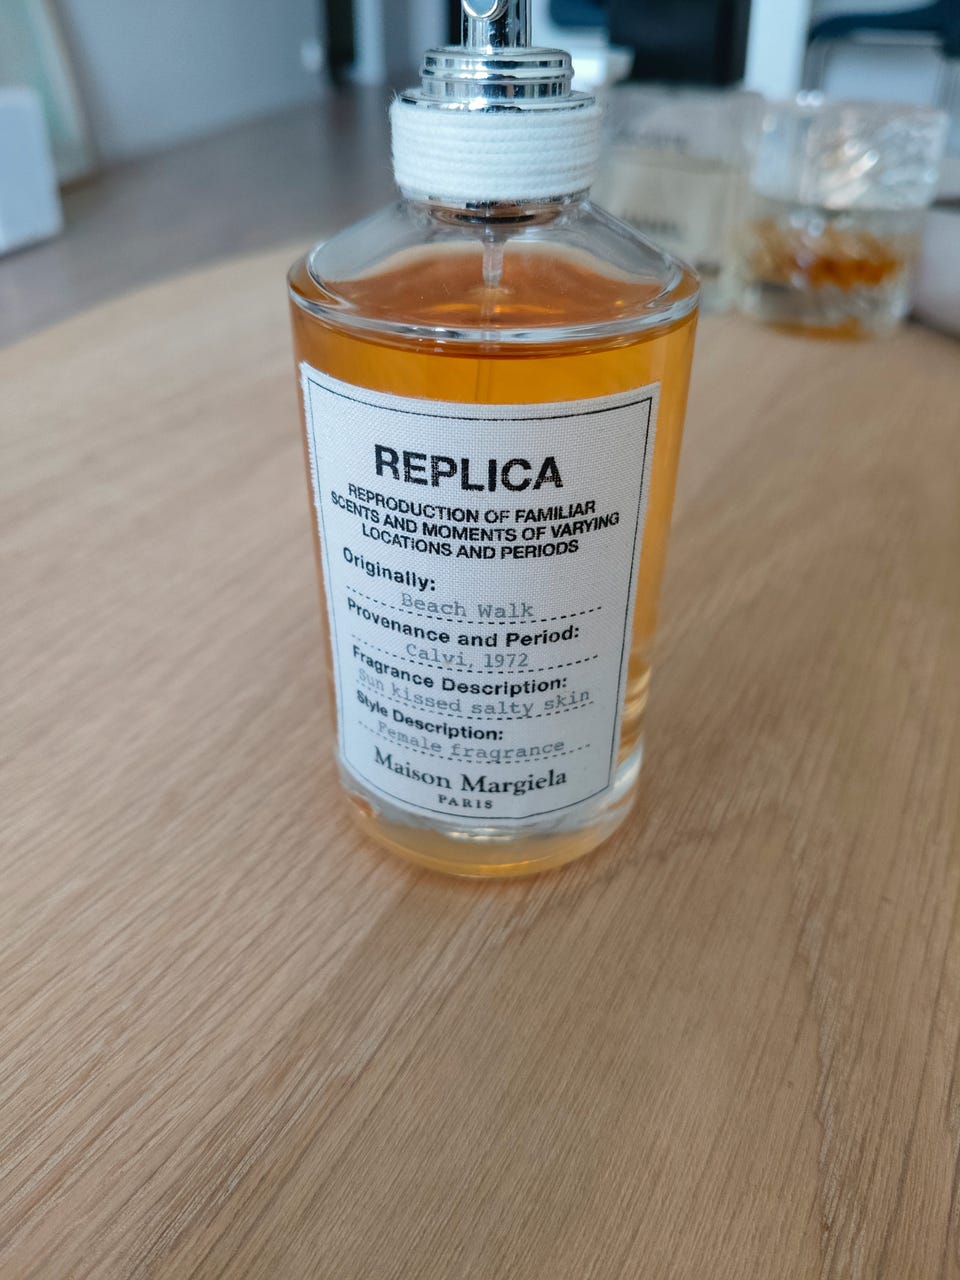 REPLICA
REPRODUCTION OF FAMILIAR
SCENTS AND MOMENTS OF VARYING
LOCATIONS AND PERIODS
Originally:
Beach Walk
Provenance and Period:
Calvi, 1972
Fragrance Description:
Sun kissed salty skin
Style Description:
Female fragrance
Maison Margiela
PARIS